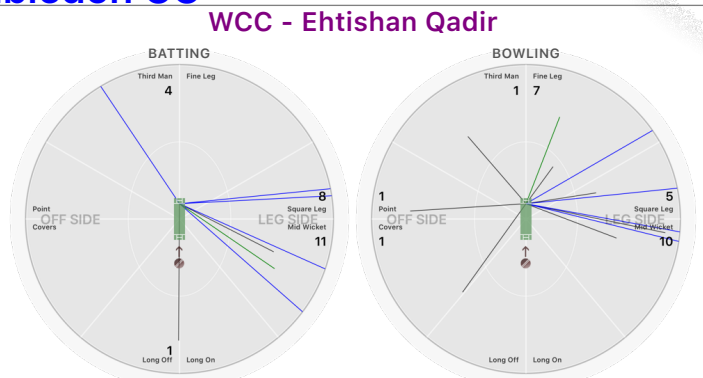 WCC - Ehtishan Qadir
BATTING
Third Man
Fine Leg
4
8
Point
OFF SIDE
Covers
Square Leg
LEG SIDE
Mid Wicket
11
1
Long Off
Long On
BOWLING
Third Man
Fine Leg
1
7
1
5
Point
OFF SIDE
Covers
1
Square Leg
LEG SIDE
Mid Wicket
10
Long Off
Long On